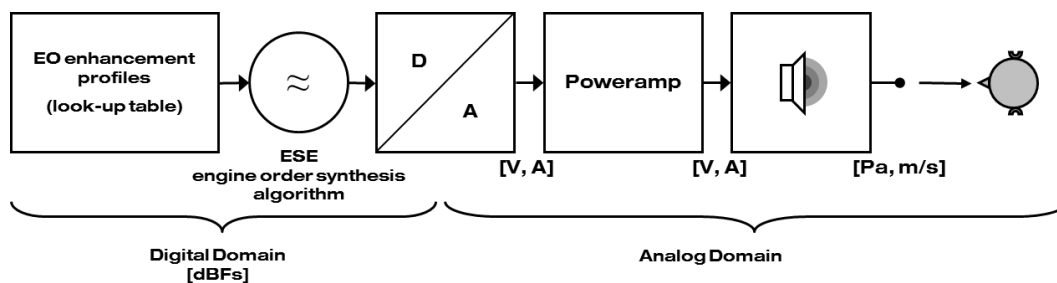 EO enhancement
profiles
(look-up table)
≈
D
A
Poweramp
ESE
engine order synthesis
algorithm
[V, A]
[V, A]
[Pa, m/s]
Digital Domain
[dBFs]
Analog Domain